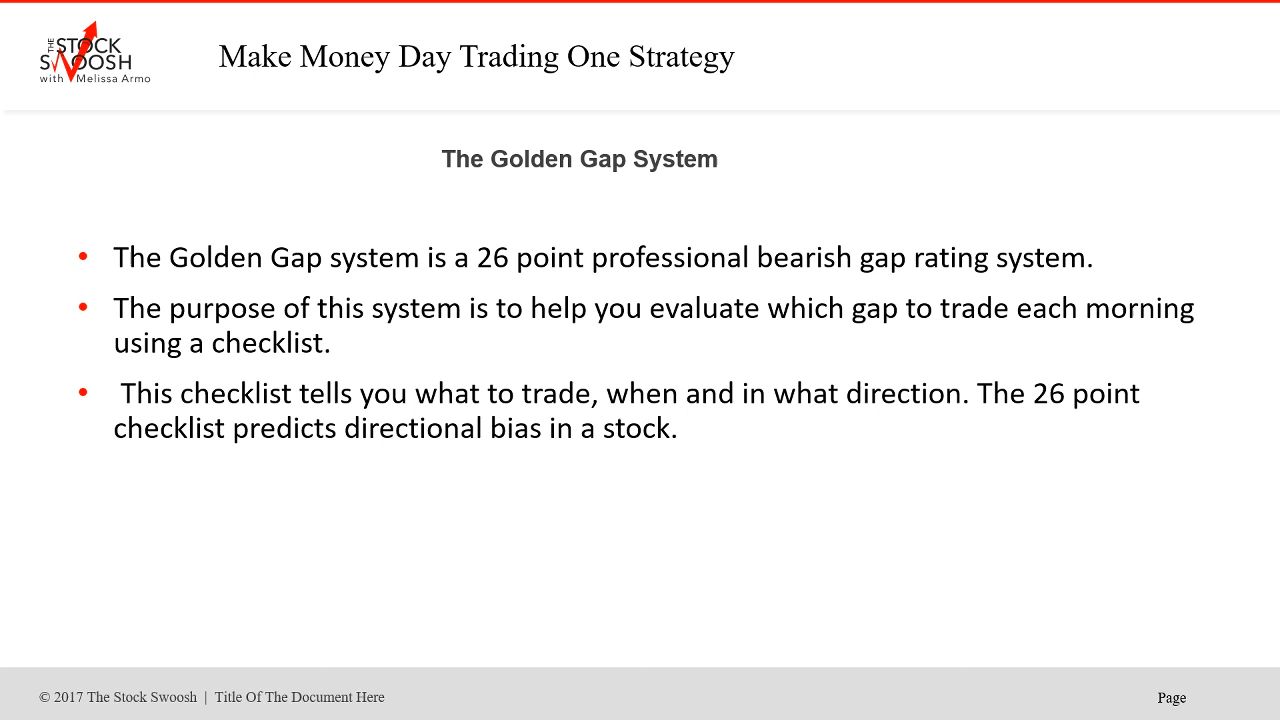 THE STOCK
SWOOSH
with Melissa Armo
Make Money Day Trading One Strategy
The Golden Gap System
• The Golden Gap system is a 26 point professional bearish gap rating system.
• The purpose of this system is to help you evaluate which gap to trade each morning
using a checklist.
• This checklist tells you what to trade, when and in what direction. The 26 point
checklist predicts directional bias in a stock.
© 2017 The Stock Swoosh | Title Of The Document Here
Page